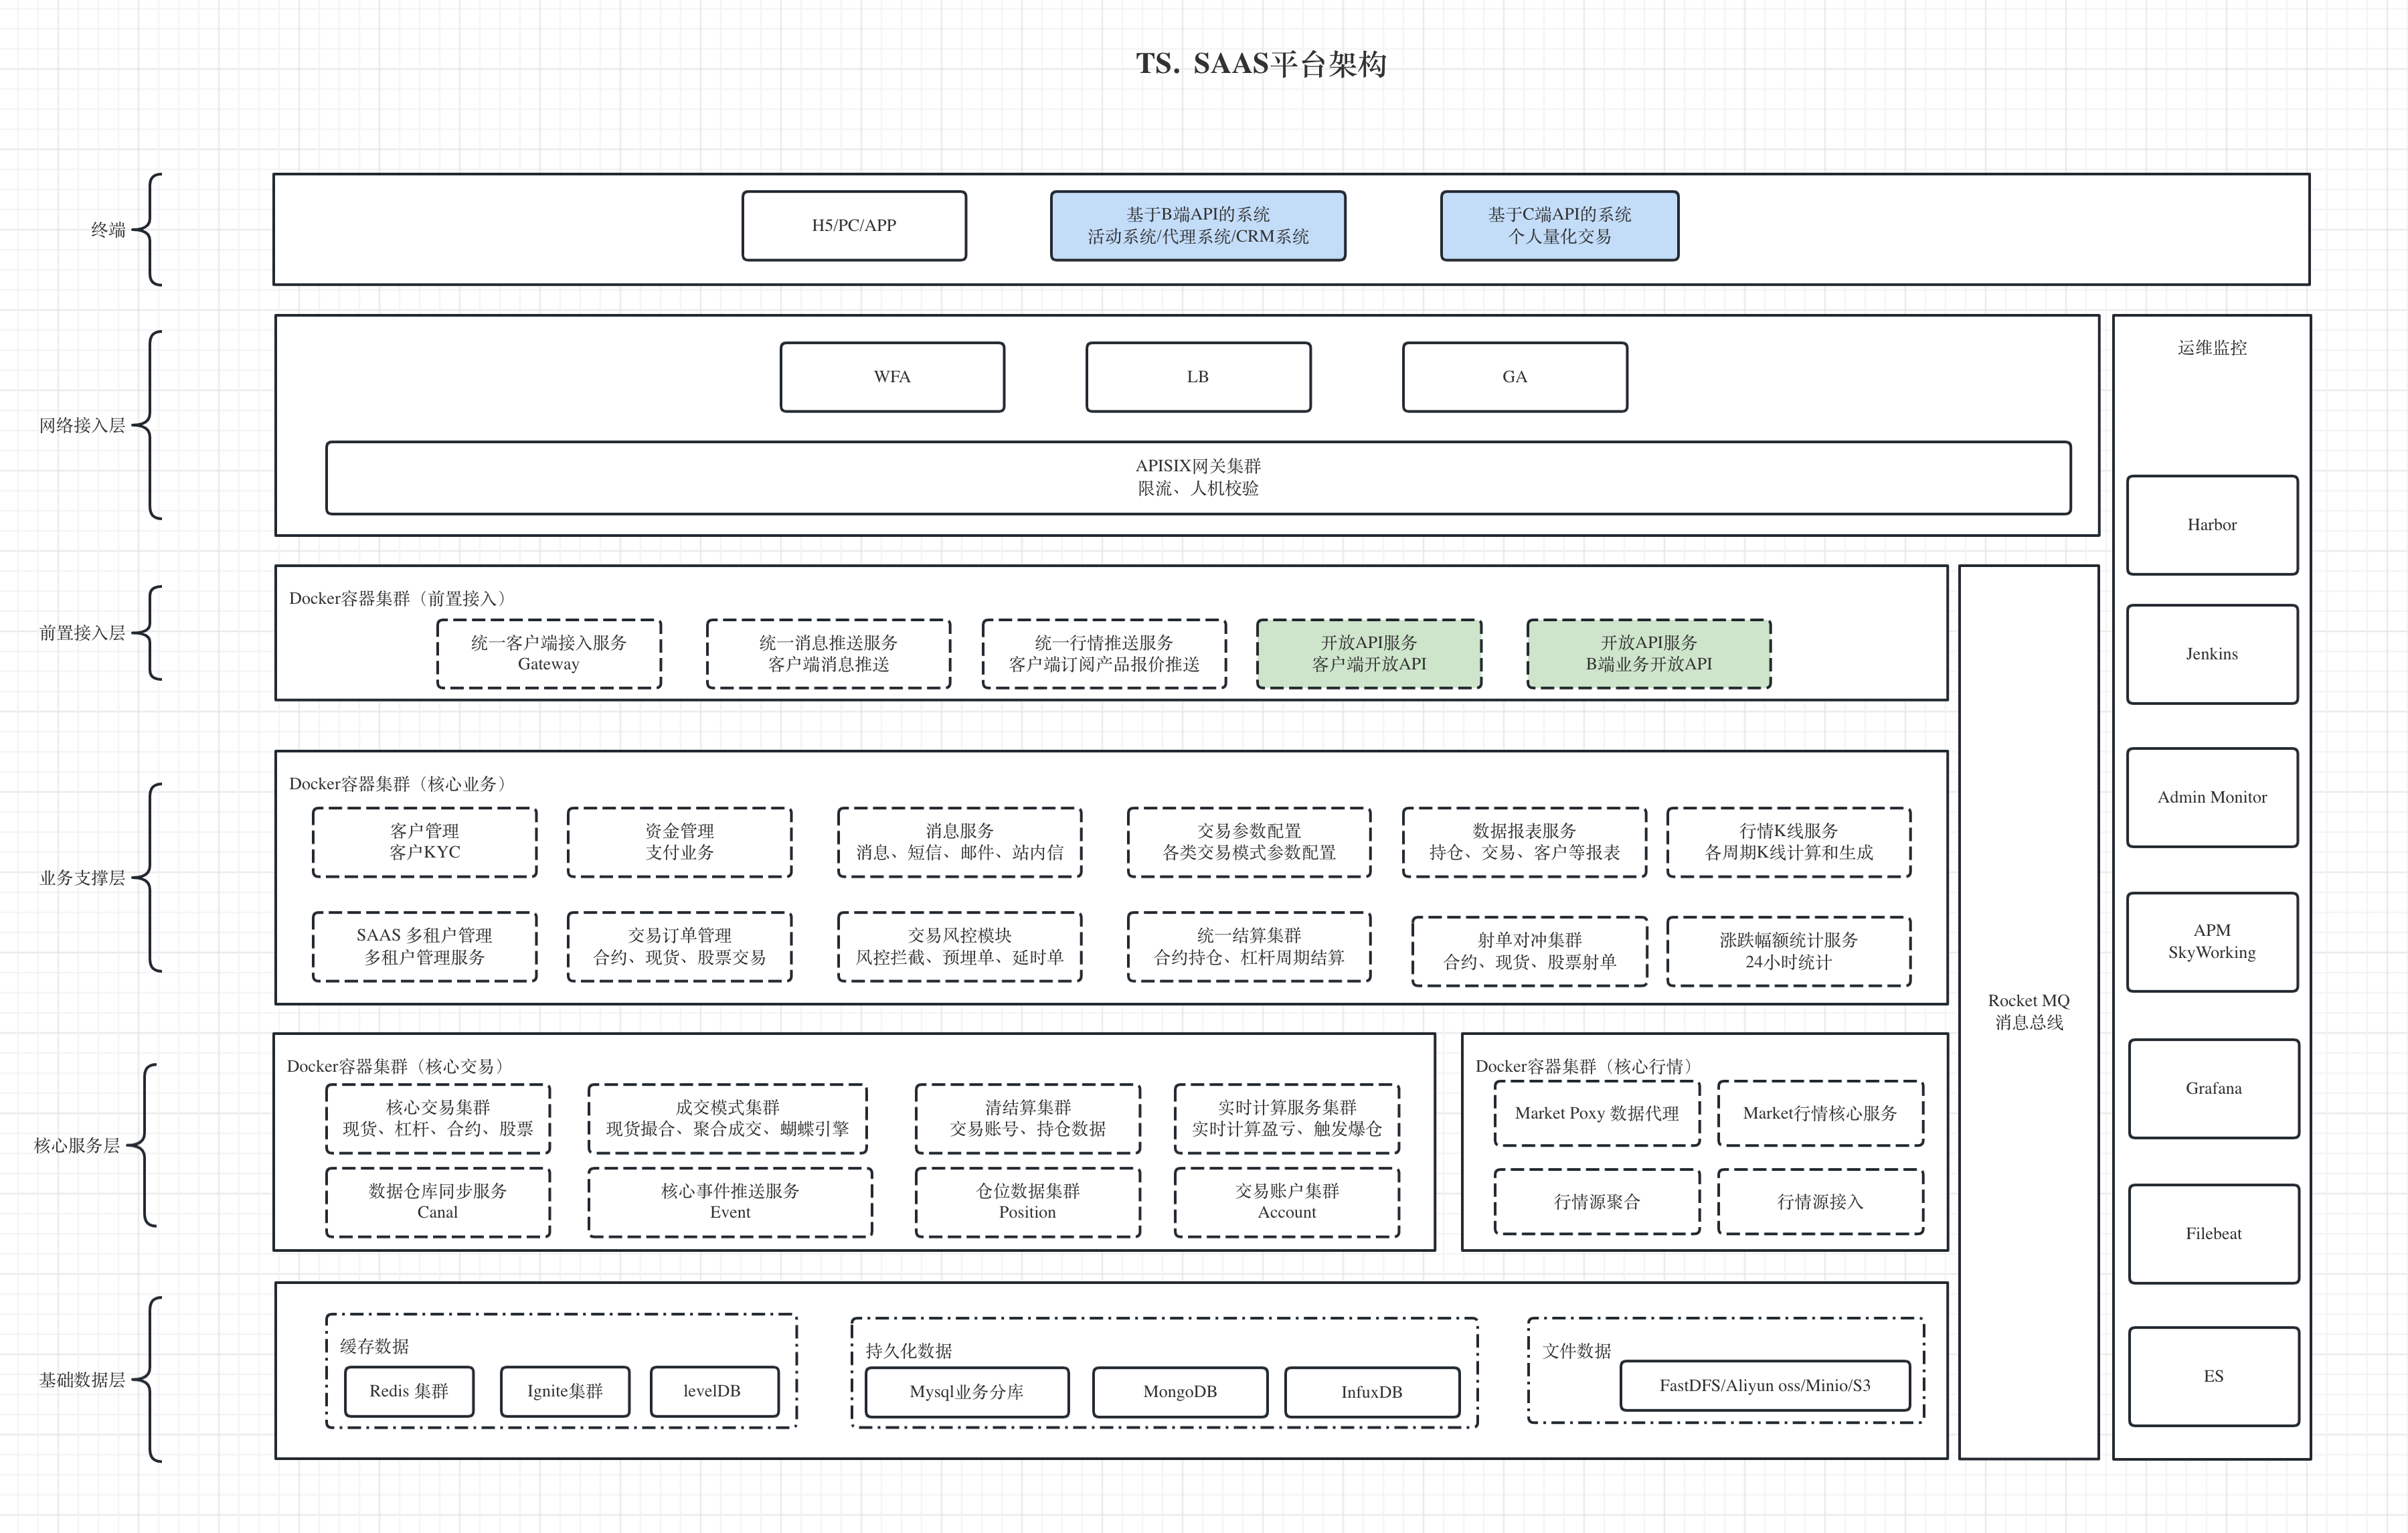 TS. SAAS平台架构
终端
H5/PC/APP
基于B端API的系统
活动系统/代理系统/CRM系统
基于C端API的系统
个人量化交易
网络接入层
WFA
LB
GA
APISIX网关集群
限流、人机校验
运维监控
Harbor
Jenkins
Admin Monitor
APM
SkyWorking
Grafana
Filebeat
ES
前置接入层
Docker容器集群（前置接入）
统一客户端接入服务
Gateway
统一消息推送服务
客户端消息推送
统一行情推送服务
客户端订阅产品报价推送
开放API服务
客户端开放API
开放API服务
B端业务开放API
Rocket MQ
消息总线
业务支撑层
Docker容器集群（核心业务）
客户管理
客户KYC
资金管理
支付业务
消息服务
消息、短信、邮件、站内信
交易参数配置
各类交易模式参数配置
数据报表服务
持仓、交易、客户等报表
行情K线服务
各周期K线计算和生成
SAAS 多租户管理
多租户管理服务
交易订单管理
合约、现货、股票交易
交易风控模块
风控拦截、预埋单、延时单
统一结算集群
合约持仓、杠杆周期结算
射单对冲集群
合约、现货、股票射单
涨跌幅额统计服务
24小时统计
核心服务层
Docker容器集群（核心交易）
核心交易集群
现货、杠杆、合约、股票
成交模式集群
现货撮合、聚合成交、蝴蝶引擎
清结算集群
交易账号、持仓数据
实时计算服务集群
实时计算盈亏、触发爆仓
数据仓库同步服务
Canal
核心事件推送服务
Event
仓位数据集群
Position
交易账户集群
Account
Docker容器集群（核心行情）
Market Poxy 数据代理
Market行情核心服务
行情源聚合
行情源接入
基础数据层
缓存数据
Redis 集群
Ignite集群
levelDB
持久化数据
Mysql业务分库
MongoDB
InfuxDB
文件数据
FastDFS/Aliyun oss/Minio/S3